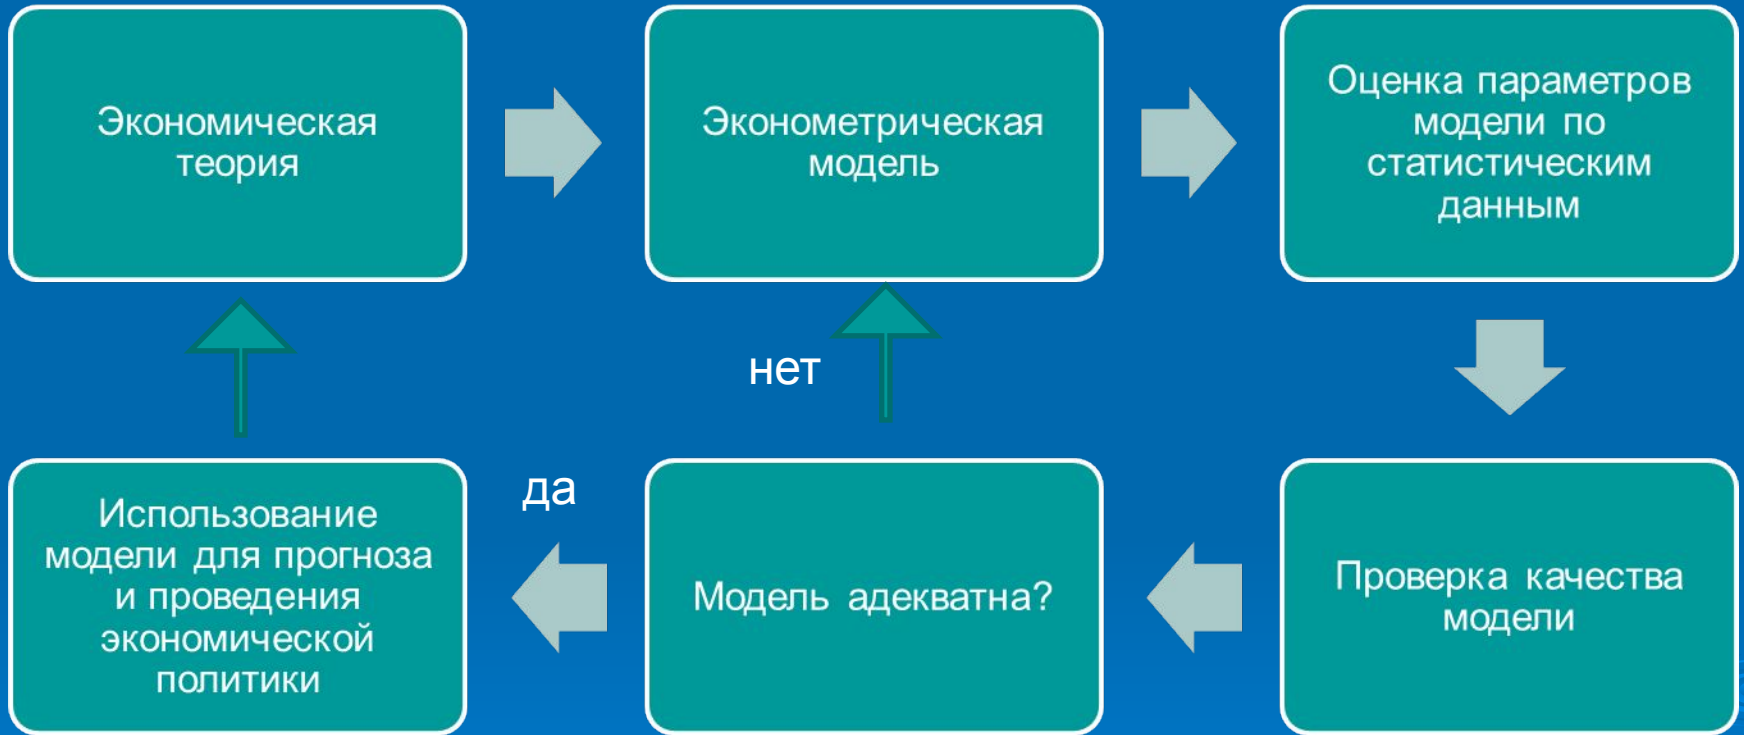 Экономическая
теория
Эконометрическая
модель
Оценка параметров
модели по
статистическим
данным
нет
да
Использование
модели для прогноза
и проведения
экономической
политики
Модель адекватна?
Проверка качества
модели